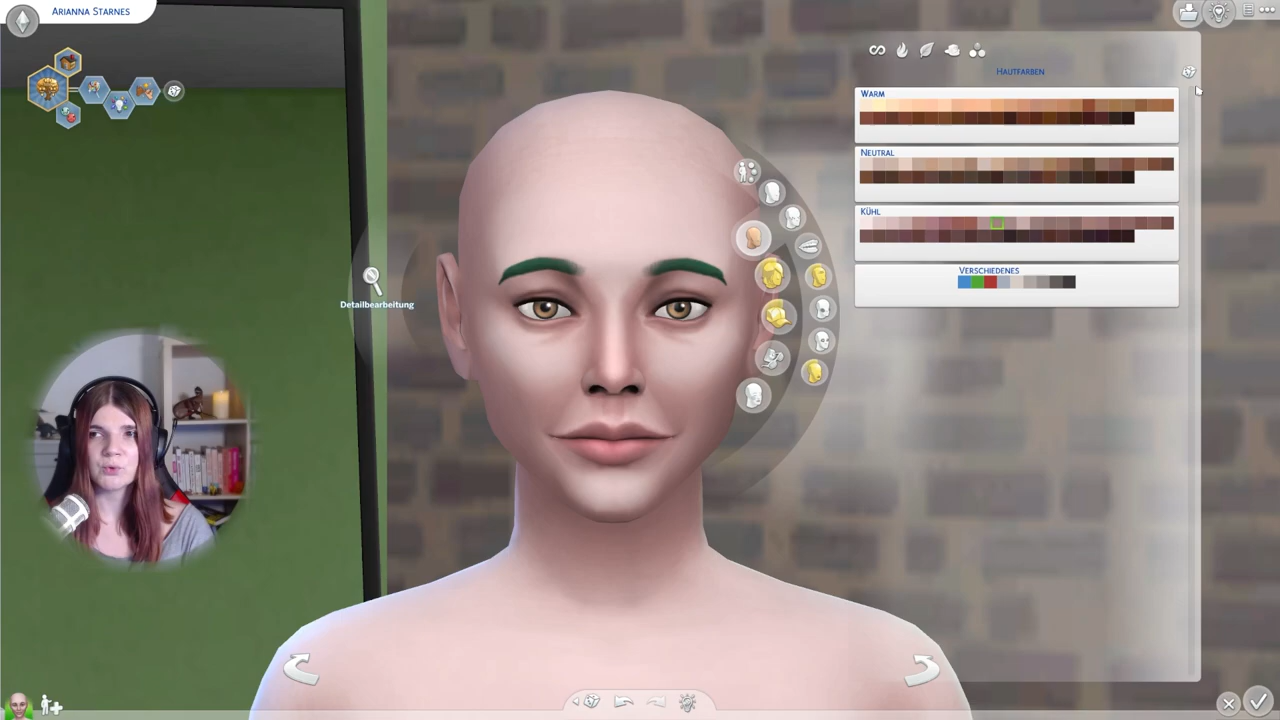 Arianna Starnes
Hautfarben
Warm
Neutral
Kühl
Verschiedenes
Detailbearbeitung